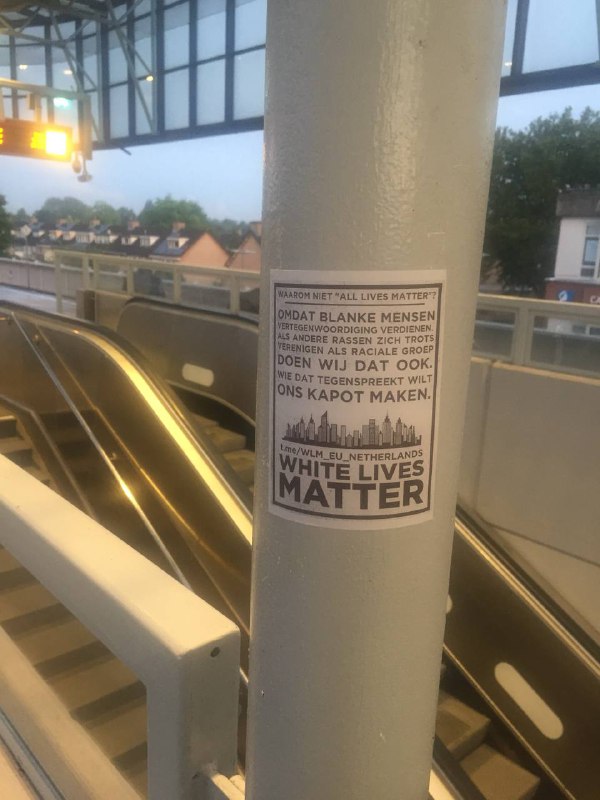 WAAROM NIET "ALL LIVES MATTER"?
OMDAT BLANKE MENSEN
VERTEGENWOORDIGING VERDIENEN.
ALS ANDERE RASSEN ZICH TROTS
VERENIGEN ALS RACIALE GROEP
DOEN WIJ DAT OOK.
WIE DAT TEGENSPREEKT WILT
ONS KAPOT MAKEN.
t.me/WLM_EU_NETHERLANDS
WHITE LIVES
MATTER